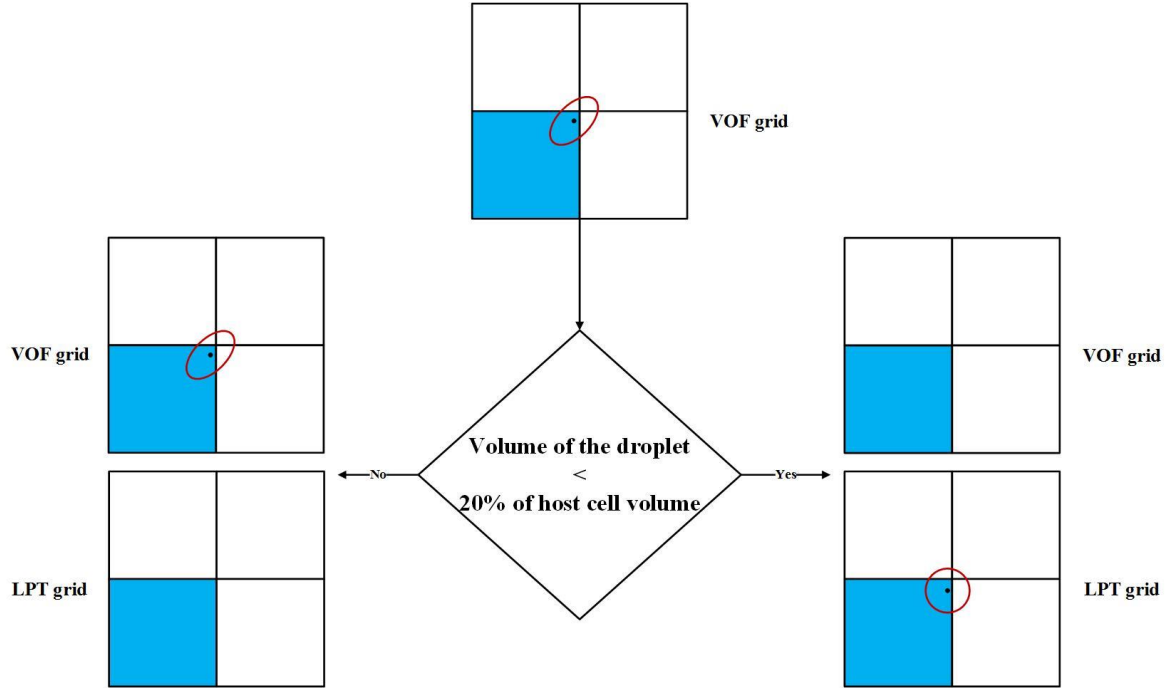 VOF grid
VOF grid
VOF grid
Volume of the droplet
<
20% of host cell volume
No
Yes
LPT grid
LPT grid